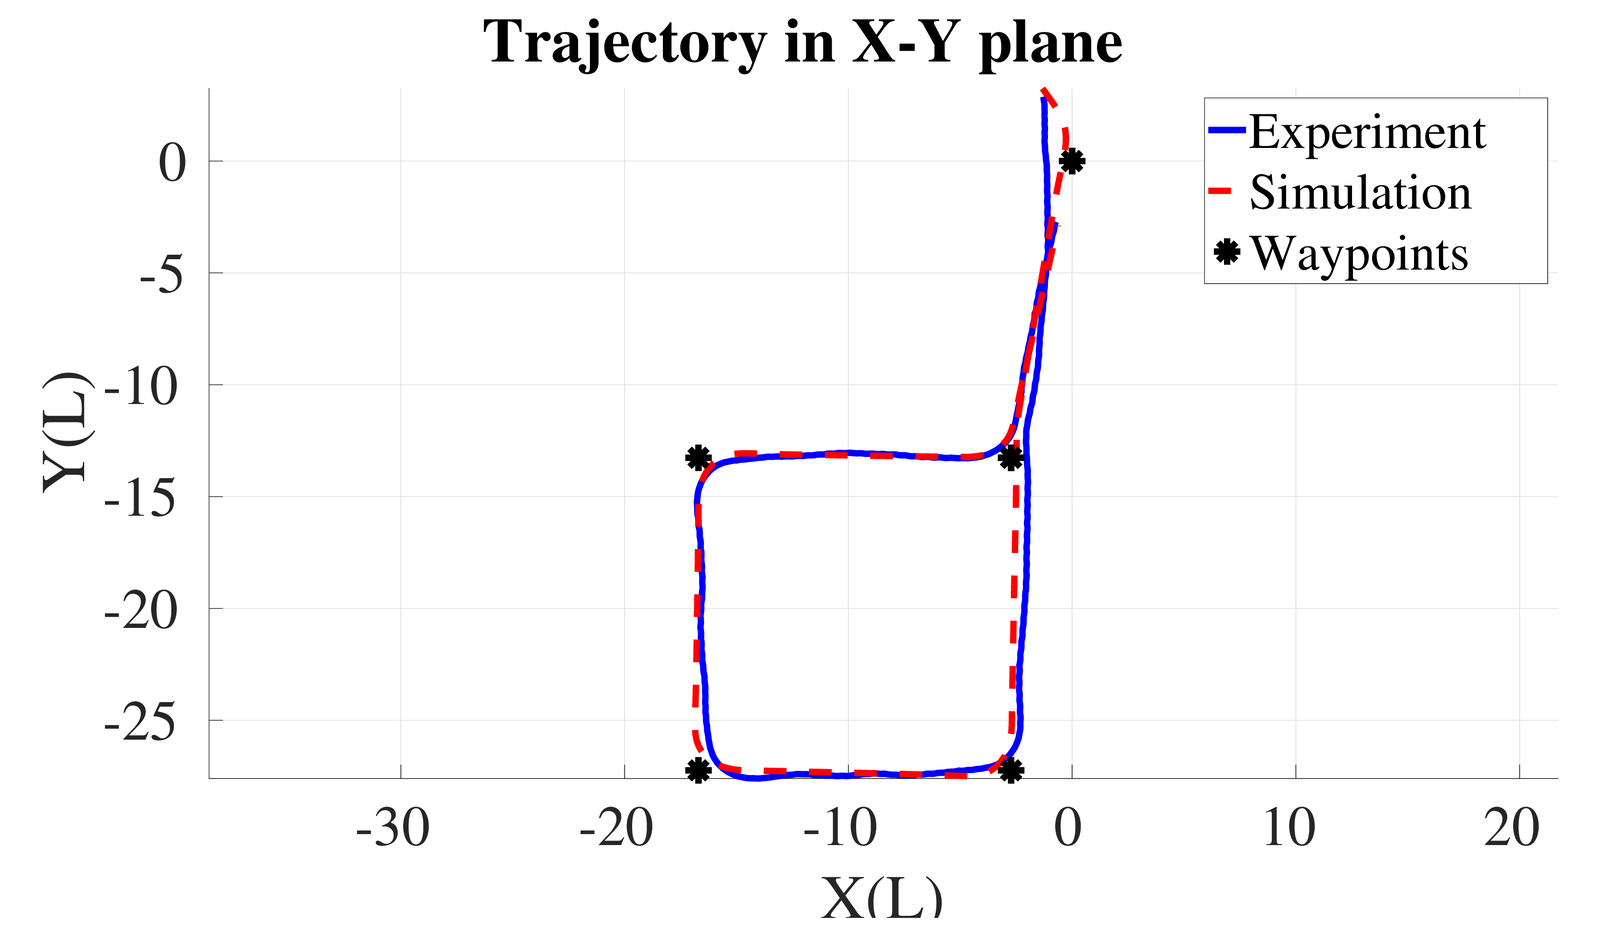 Trajectory in X-Y plane
Experiment
Simulation
Waypoints
0
-5
-10
-15
-20
-25
Y(L)
-30
-20
-10
0
10
20
X(L)